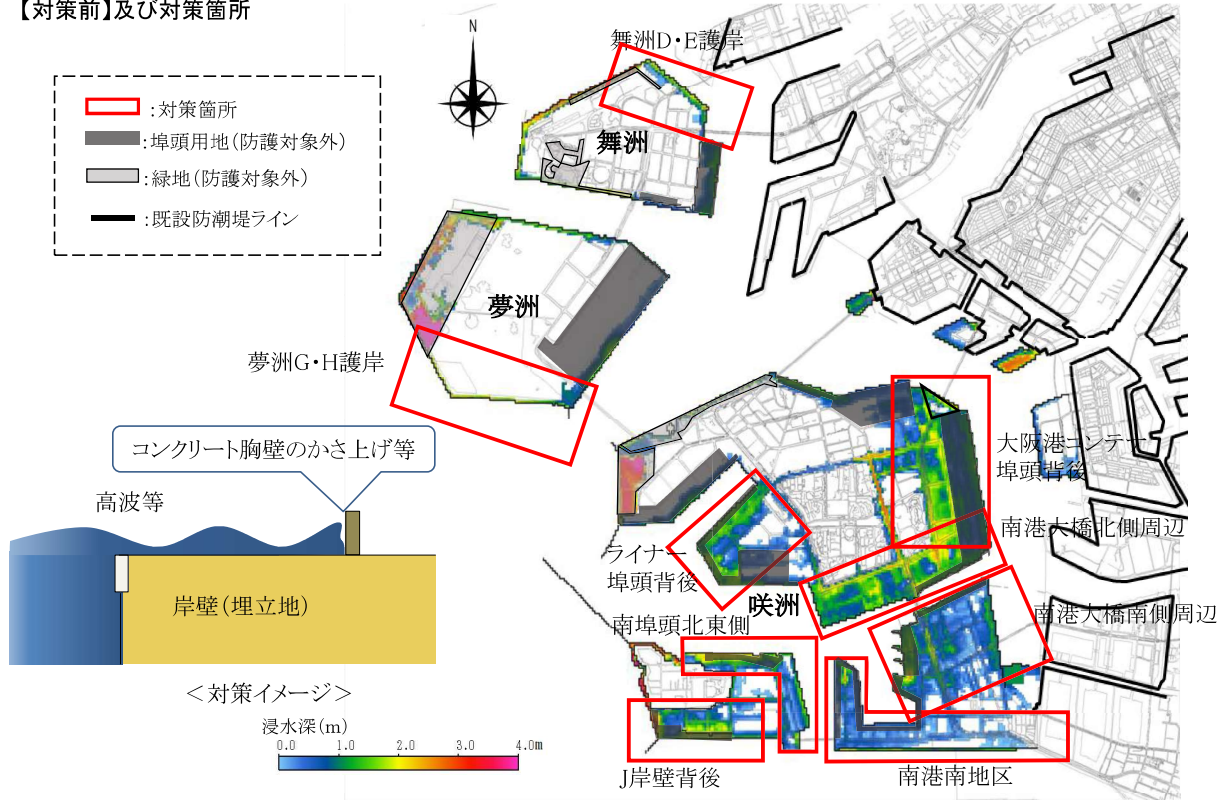 【対策前】及び対策箇所
N
舞洲D・E護岸
:対策箇所
:埠頭用地(防護対象外)
:緑地(防護対象外)
:既設防潮堤ライン
舞洲
夢洲
夢洲G・H護岸
コンクリート胸壁のかさ上げ等
高波等
岸壁(埋立地)
<対策イメージ>
浸水深(m)
0.0 1.0 2.0 3.0 4.0m
大阪港コンテナ
埠頭背後
南港大橋北側周辺
ライナー
埠頭背後
咲洲
南港大橋南側周辺
南埠頭北東側
J岸壁背後
南港南地区